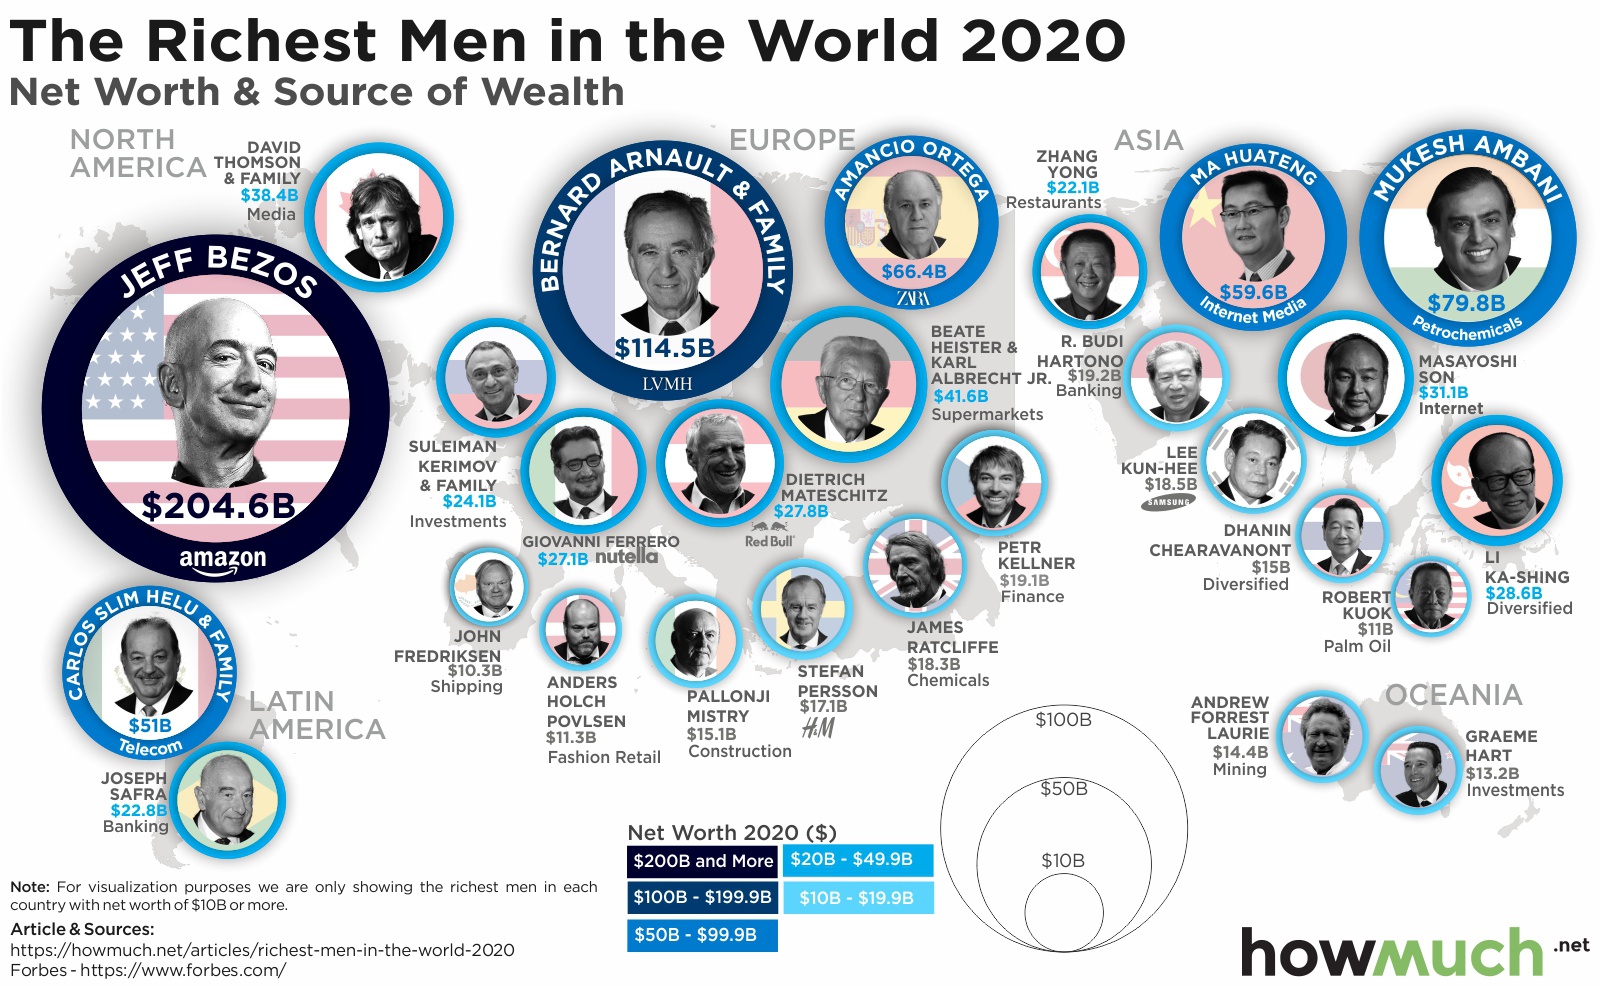 The Richest Men in the World 2020
Net Worth & Source of Wealth
NORTH
AMERICA
DAVID
THOMSON
& FAMILY
$38.4B
Media
JEFF BEZOS
$204.6B
amazon
CARLOS SLIM HELU & FAMILY
$51B
Telecom
LATIN
AMERICA
JOSEPH
SAFRA
$22.8B
Banking
EUROPE
BERNARD ARNAULT & FAMILY
$114.5B
LVMH
AMANCIO ORTEGA
$66.4B
ZARA
BEATE
HEISTER &
KARL
ALBRECHT JR.
$41.6B
Supermarkets
SULEIMAN
KERIMOV
& FAMILY
$24.1B
Investments
GIOVANNI FERRERO
$27.1B nutella
DIETRICH
MATESCHITZ
$27.8B
Red Bull
PETR
KELLNER
$19.1B
Finance
JOHN
FREDRIKSEN
$10.3B
Shipping
ANDERS
HOLCH
POVLSEN
$11.3B
Fashion Retail
PALLONJI
MISTRY
$15.1B
Construction
STEFAN
PERSSON
$17.1B
H&M
JAMES
RATCLIFFE
$18.3B
Chemicals
ASIA
ZHANG
YONG
$22.1B
Restaurants
MA HUATENG
$59.6B
Internet Media
MUKESH AMBANI
$79.8B
Petrochemicals
R. BUDI
HARTONO
$19.2B
Banking
MASAYOSHI
SON
$31.1B
Internet
LEE
KUN-HEE
$18.5B
SAMSUNG
DHANIN
CHEARAVANONT
$15B
Diversified
LI
KA-SHING
$28.6B
Diversified
ROBERT
KUOK
$11B
Palm Oil
OCEANIA
ANDREW
FORREST
LAURIE
$14.4B
Mining
GRAEME
HART
$13.2B
Investments
Net Worth 2020 ($)
$200B and More
$20B - $49.9B
$100B - $199.9B
$10B - $19.9B
$50B - $99.9B
$100B
$50B
$10B
Note: For visualization purposes we are only showing the richest men in each
country with net worth of $10B or more.
Article & Sources:
https://howmuch.net/articles/richest-men-in-the-world-2020
Forbes - https://www.forbes.com/
howmuch.net